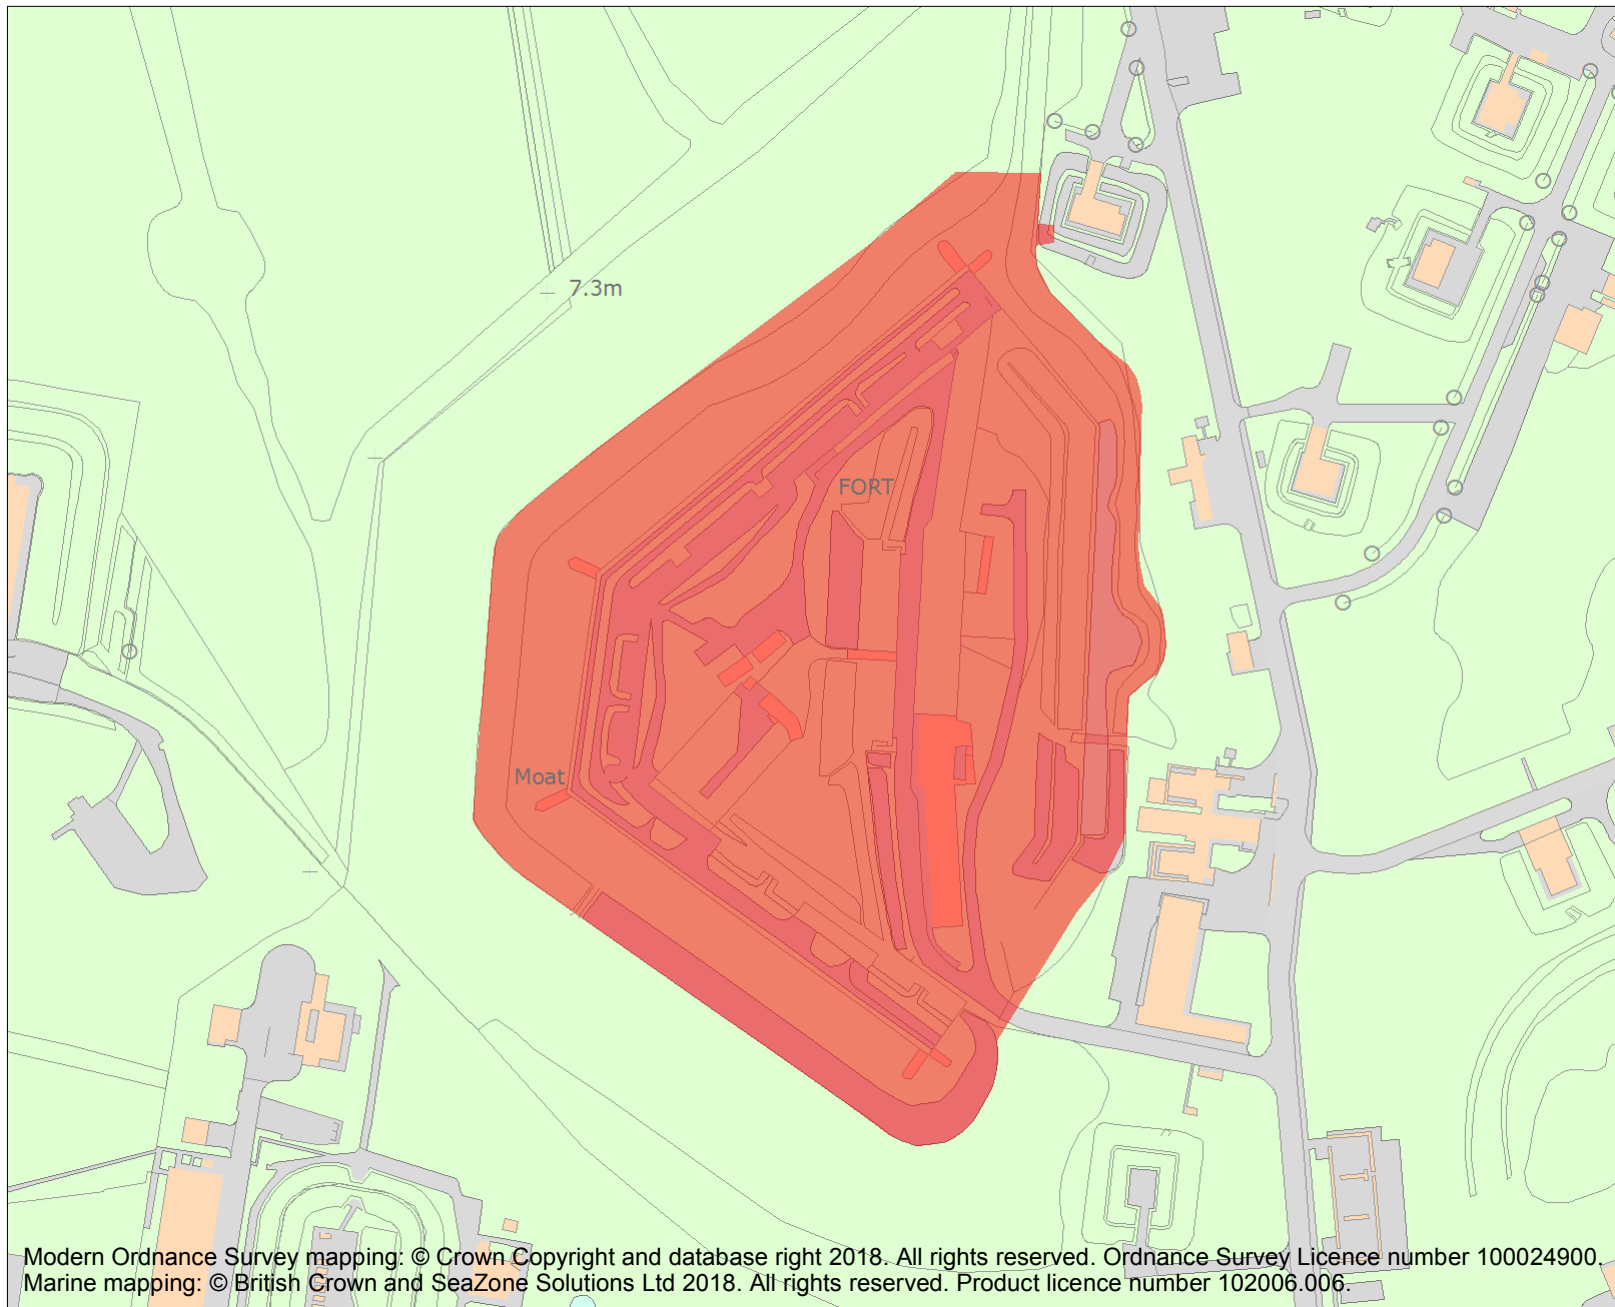 7.3m
FORT
Moat
Modern Ordnance Survey mapping: © Crown Copyright and database right 2018. All rights reserved. Ordnance Survey Licence number 100024900.
Marine mapping: © British Crown and SeaZone Solutions Ltd 2018. All rights reserved. Product licence number 102006.006.